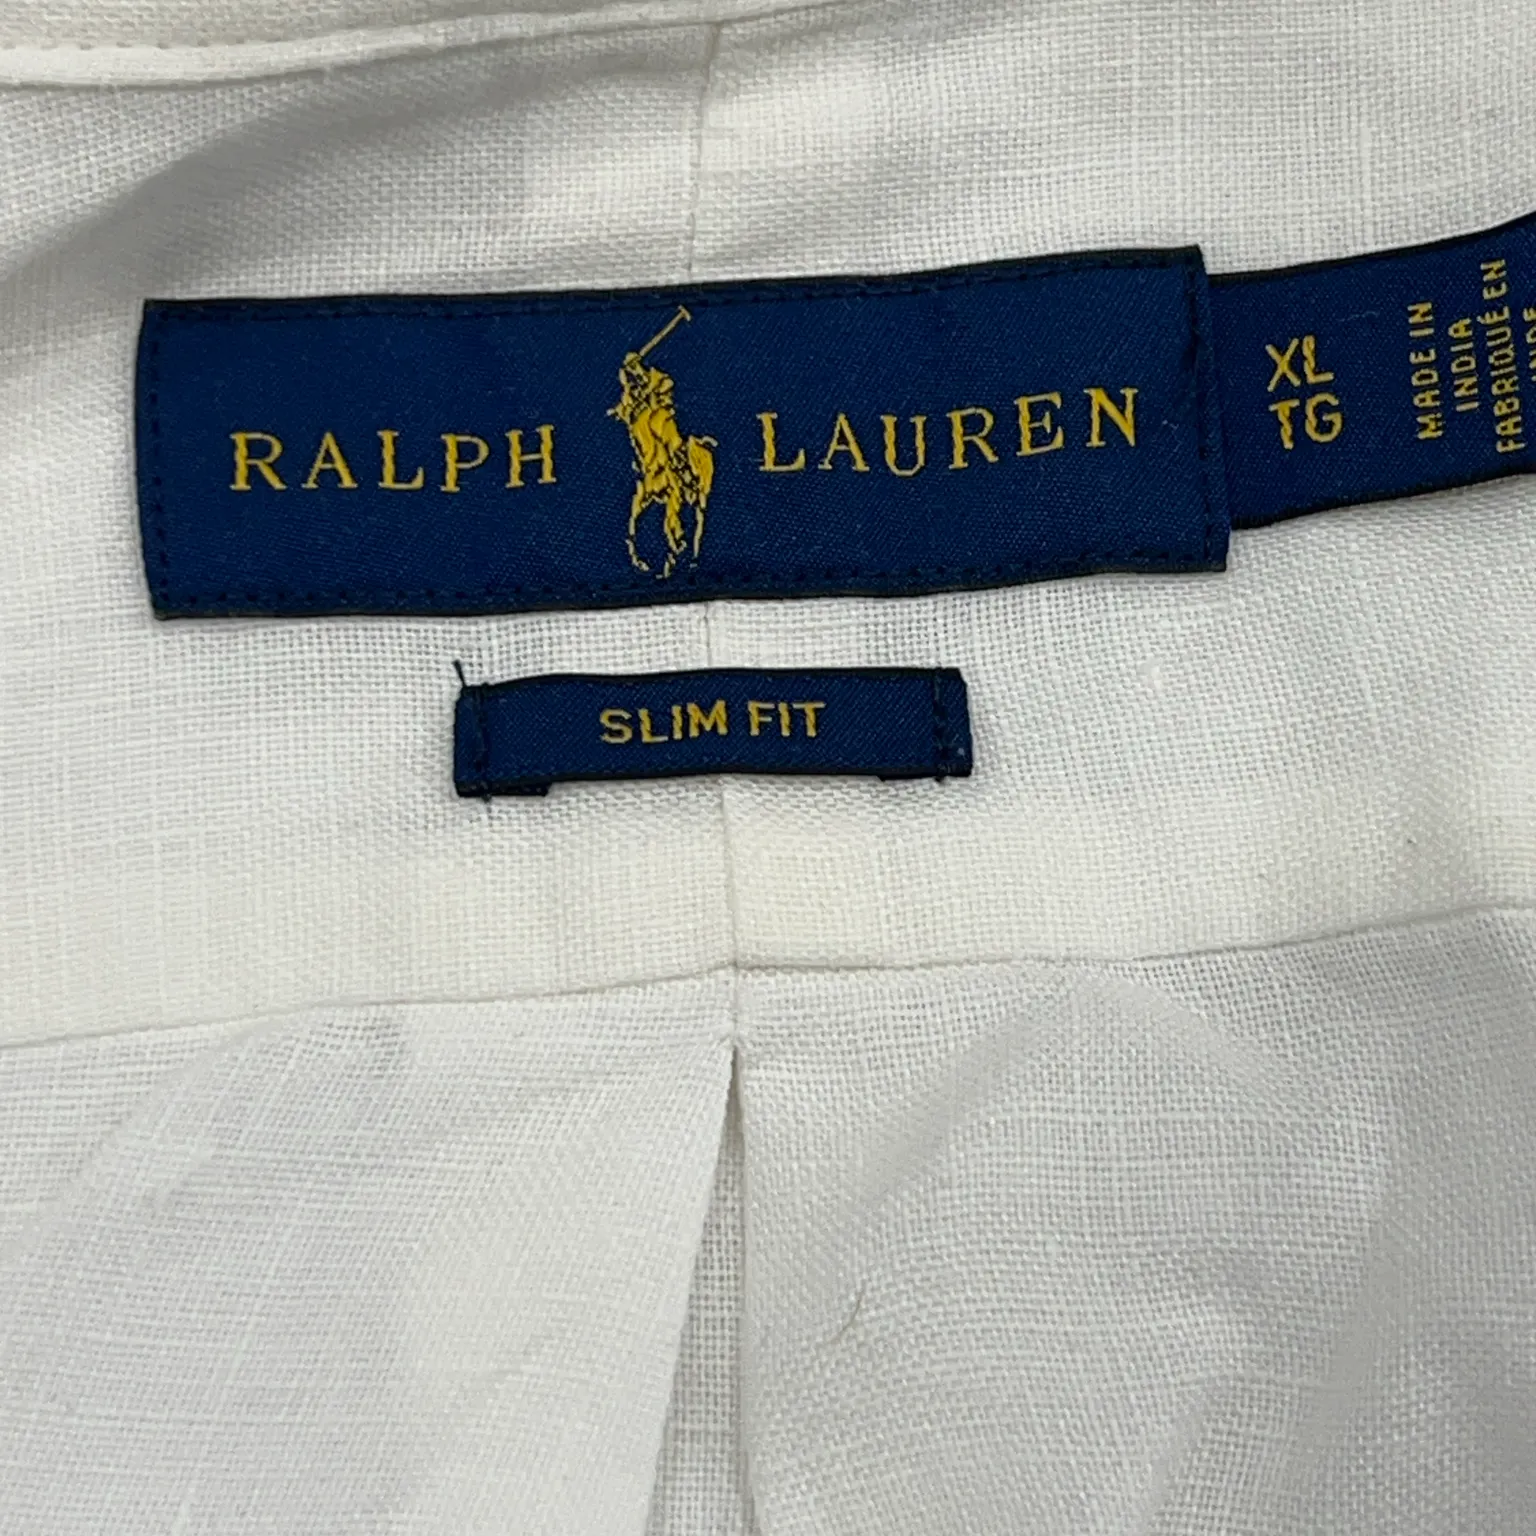 RALPH LAUREN
XL
TG
MADE IN
INDIA
FABRIQUÉ EN
SLIM FIT